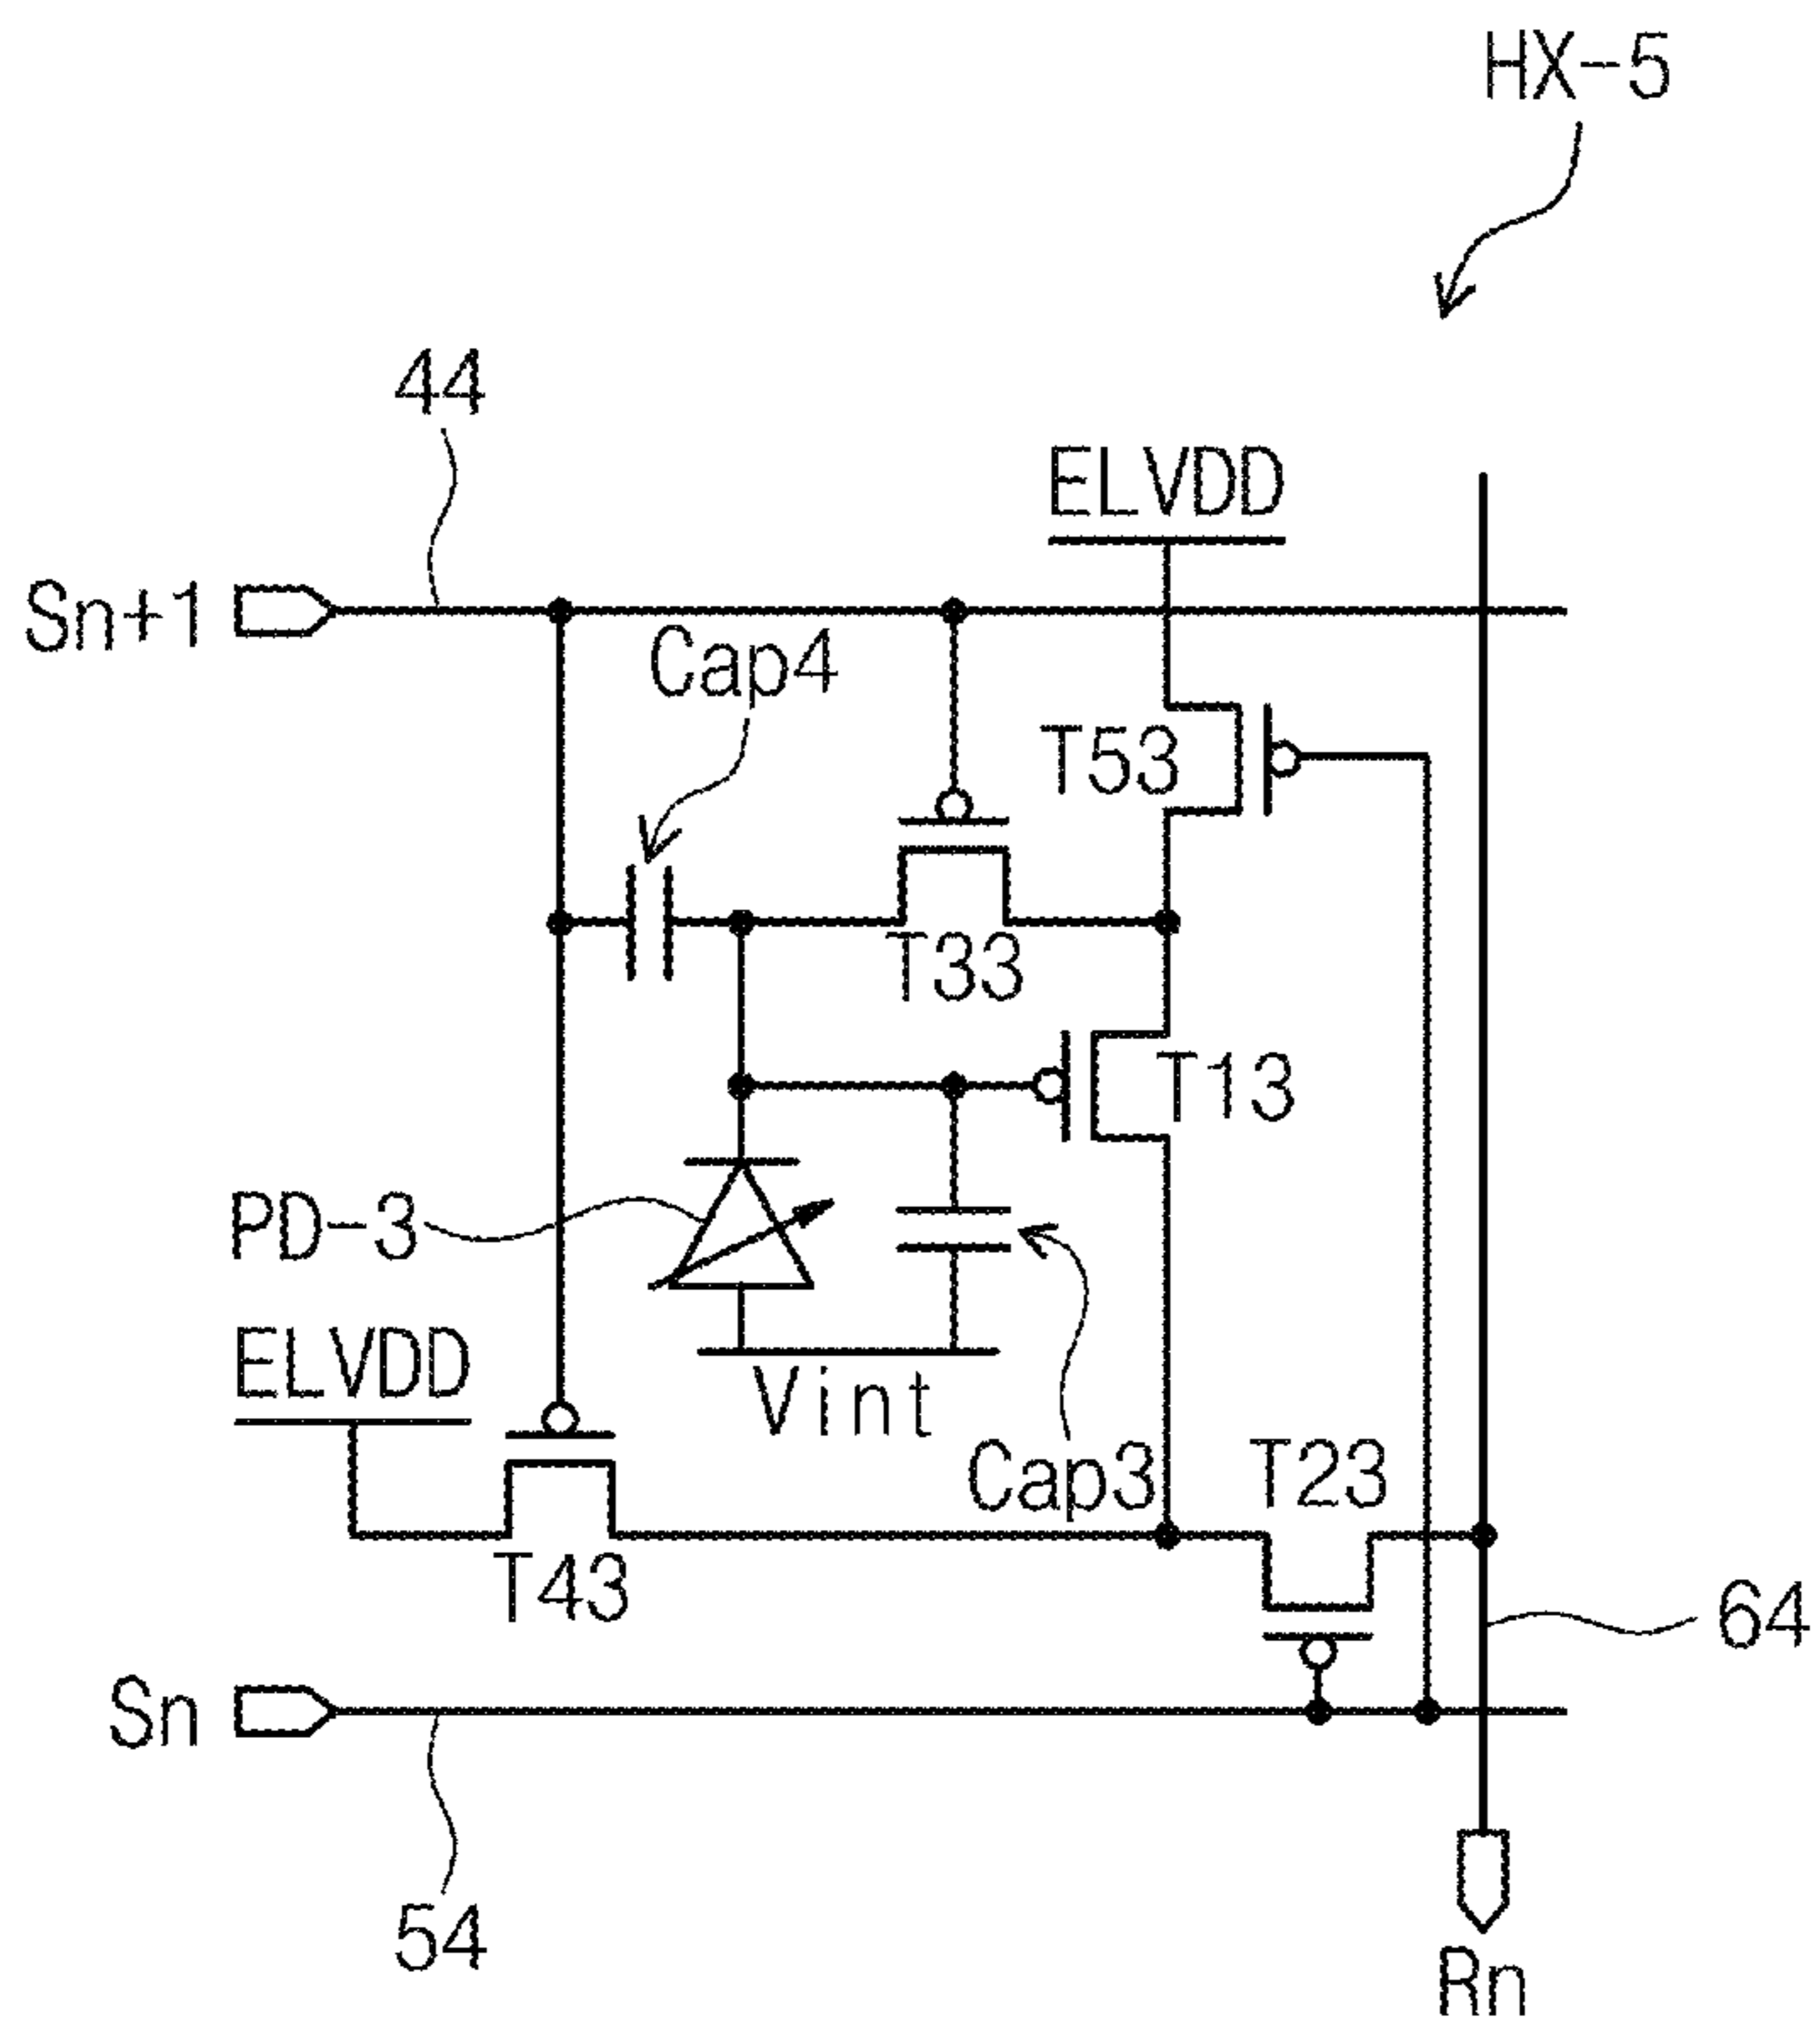 HX-5
44
ELVDD
Sn+1
Cap4
T53
T33
T13
PD-3
ELVDD
Vint
Cap3
T23
T43
64
Sn
54
Rn